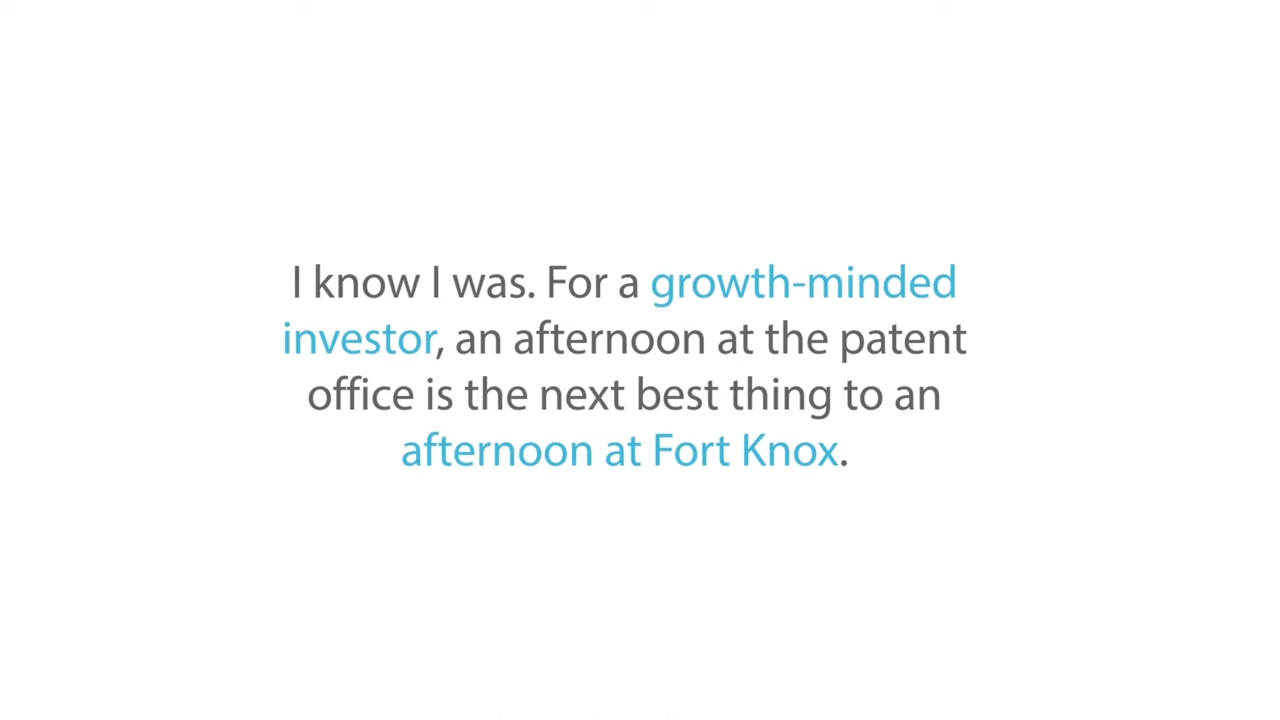 I know I was. For a growth-minded
investor, an afternoon at the patent
office is the next best thing to an
afternoon at Fort Knox.